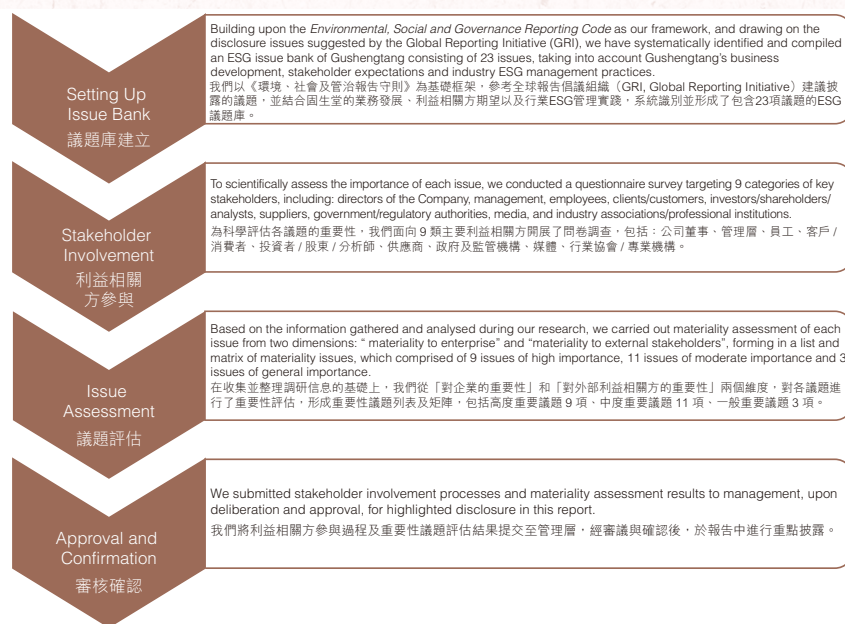 Setting Up
Issue Bank
議題庫建立
Building upon the Environmental, Social and Governance Reporting Code as our framework, and drawing on the
disclosure issues suggested by the Global Reporting Initiative (GRI), we have systematically identified and compiled
an ESG issue bank of Gushengtang consisting of 23 issues, taking into account Gushengtang's business
development, stakeholder expectations and industry ESG management practices.
我們以《環境、社會及管治報告守則》為基礎框架，參考全球報告倡議組織（GRI, Global Reporting Initiative）建議披
露的議題，並結合固生堂的業務發展、利益相關方期望以及行業ESG管理實踐，系統識別並形成了包含23項議題的ESG
議題庫。
Stakeholder
Involvement
利益相關
方參與
To scientifically assess the importance of each issue, we conducted a questionnaire survey targeting 9 categories of key
stakeholders, including: directors of the Company, management, employees, clients/customers, investors/shareholders/
analysts, suppliers, government/regulatory authorities, media, and industry associations/professional institutions.
為科學評估各議題的重要性，我們面向 9 類主要利益相關方開展了問卷調查，包括：公司董事、管理層、員工、客戶 /
消費者、投資者 / 股東 / 分析師、供應商、政府及監管機構、媒體、行業協會 / 專業機構。
Issue
Assessment
議題評估
Based on the information gathered and analysed during our research, we carried out materiality assessment of each
issue from two dimensions: " materiality to enterprise" and "materiality to external stakeholders", forming in a list and
matrix of materiality issues, which comprised of 9 issues of high importance, 11 issues of moderate importance and 3
issues of general importance.
在收集並整理調研信息的基礎上，我們從「對企業的重要性」和「對外部利益相關方的重要性」兩個維度，對各議題進
行了重要性評估，形成重要性議題列表及矩陣，包括高度重要議題 9 項、中度重要議題 11 項、一般重要議題 3 項。
Approval and
Confirmation
審核確認
We submitted stakeholder involvement processes and materiality assessment results to management, upon
deliberation and approval, for highlighted disclosure in this report.
我們將利益相關方參與過程及重要性議題評估結果提交至管理層，經審議與確認後，於報告中進行重點披露。